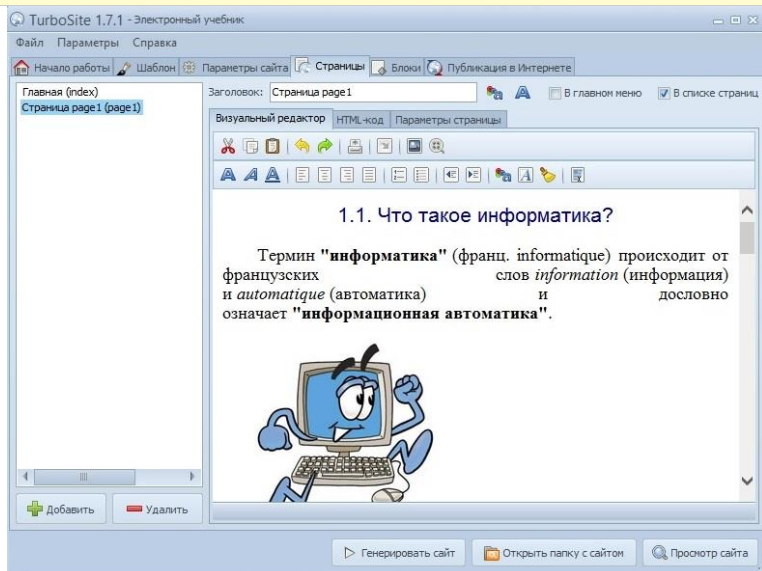 TurboSite 1.7.1 - Электронный учебник
Файл Параметры Справка
Начало работы Шаблон Параметры сайта Страницы Блоки Публикация в Интернете
Главная (index)
Страница page1 (page1)
Заголовок: Страница page1 В главном меню В списке страниц
Визуальный редактор HTML-код Параметры страницы
1.1. Что такое информатика?
Термин "информатика" (франц. informatique) происходит от
французских слов information (информация)
и automatique (автоматика) и дословно
означает "информационная автоматика".
Добавить Удалить
Генерировать сайт Открыть папку с сайтом Просмотр сайта